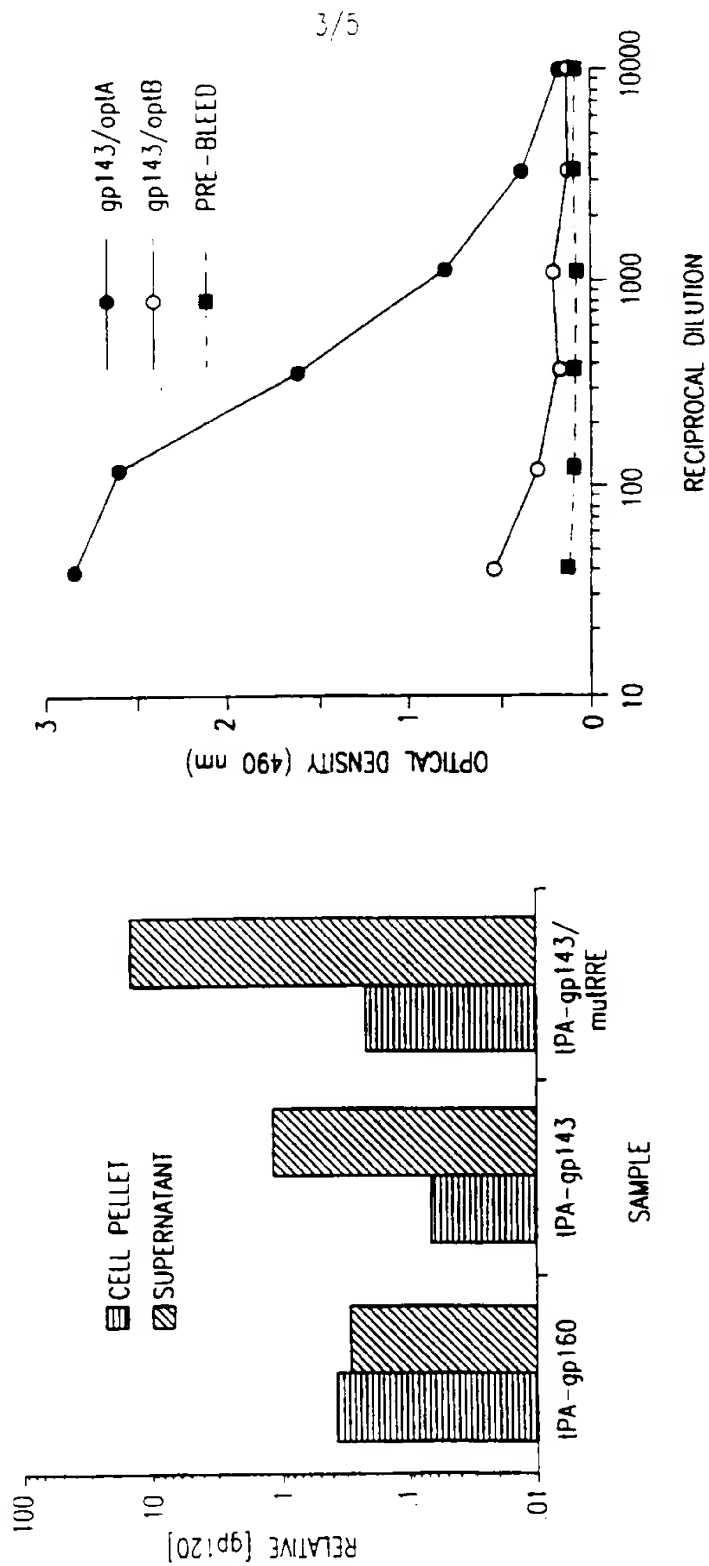 3/5
100
10
1
.1
.01
RELATIVE [gp120]
CELL PELLET
SUPERNATANT
tPA-gp160
tPA-gp143
tPA-gp143/
mutRRE
SAMPLE
3
2
1
0
OPTICAL DENSITY (490 nm)
gp143/optA
gp143/optB
PRE-BLEED
10
100
1000
10000
RECIPROCAL DILUTION